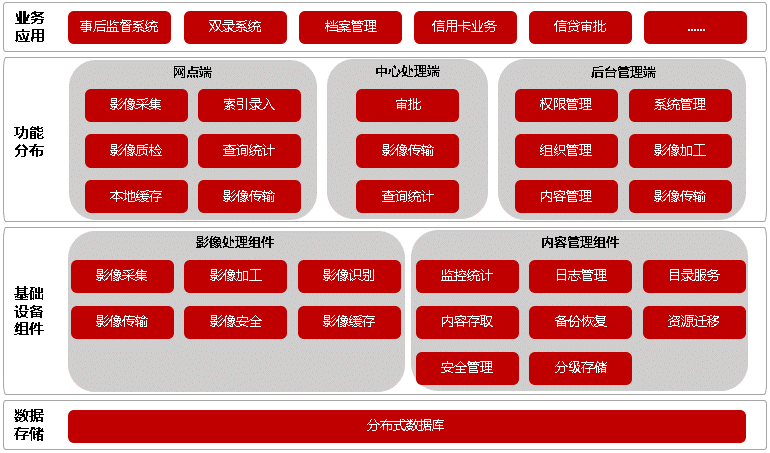 业务
应用
事后监督系统 双录系统 档案管理 信用卡业务 信贷审批 ......
功能
分布
网点端 中心处理端 后台管理端
影像采集 索引录入 审批 权限管理 系统管理
影像质检 查询统计 影像传输 组织管理 影像加工
本地缓存 影像传输 查询统计 内容管理 影像传输
基础
设备
组件
影像处理组件 内容管理组件
影像采集 影像加工 影像识别 监控统计 日志管理 目录服务
影像传输 影像安全 影像缓存 内容存取 备份恢复 资源迁移
安全管理 分级存储
数据
存储
分布式数据库